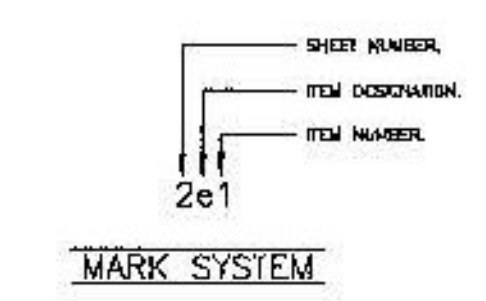 SHEET NUMBER.
ITEM DESIGNATION.
ITEM NUMBER.
2e1
MARK SYSTEM